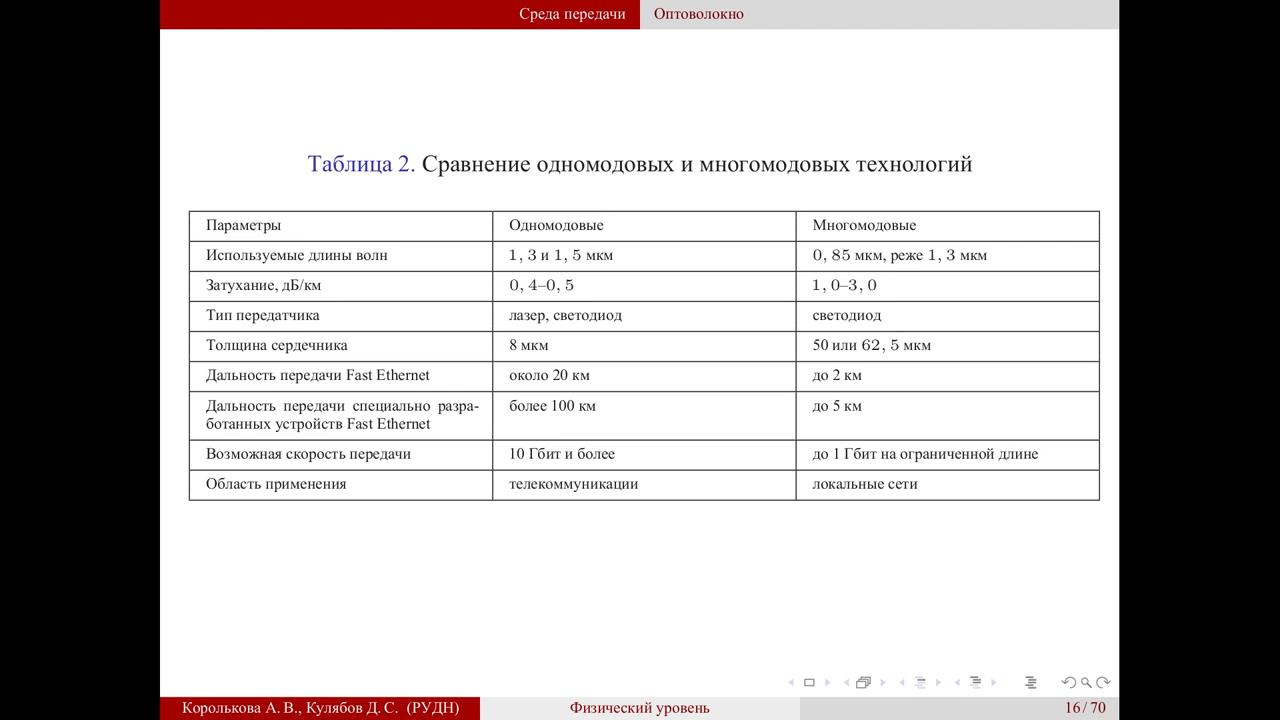 Среда передачи Оптоволокно
Таблица 2. Сравнение одномодовых и многомодовых технологий
Параметры Одномодовые Многомодовые
Используемые длины волн 1, 3 и 1, 5 мкм 0, 85 мкм, реже 1, 3 мкм
Затухание, дБ/км 0, 4–0, 5 1, 0–3, 0
Тип передатчика лазер, светодиод светодиод
Толщина сердечника 8 мкм 50 или 62, 5 мкм
Дальность передачи Fast Ethernet около 20 км до 2 км
Дальность передачи специально разра- более 100 км до 5 км
ботанных устройств Fast Ethernet
Возможная скорость передачи 10 Гбит и более до 1 Гбит на ограниченной длине
Область применения телекоммуникации локальные сети
Королькова А. В., Кулябов Д. С. (РУДН) Физический уровень 16 / 70